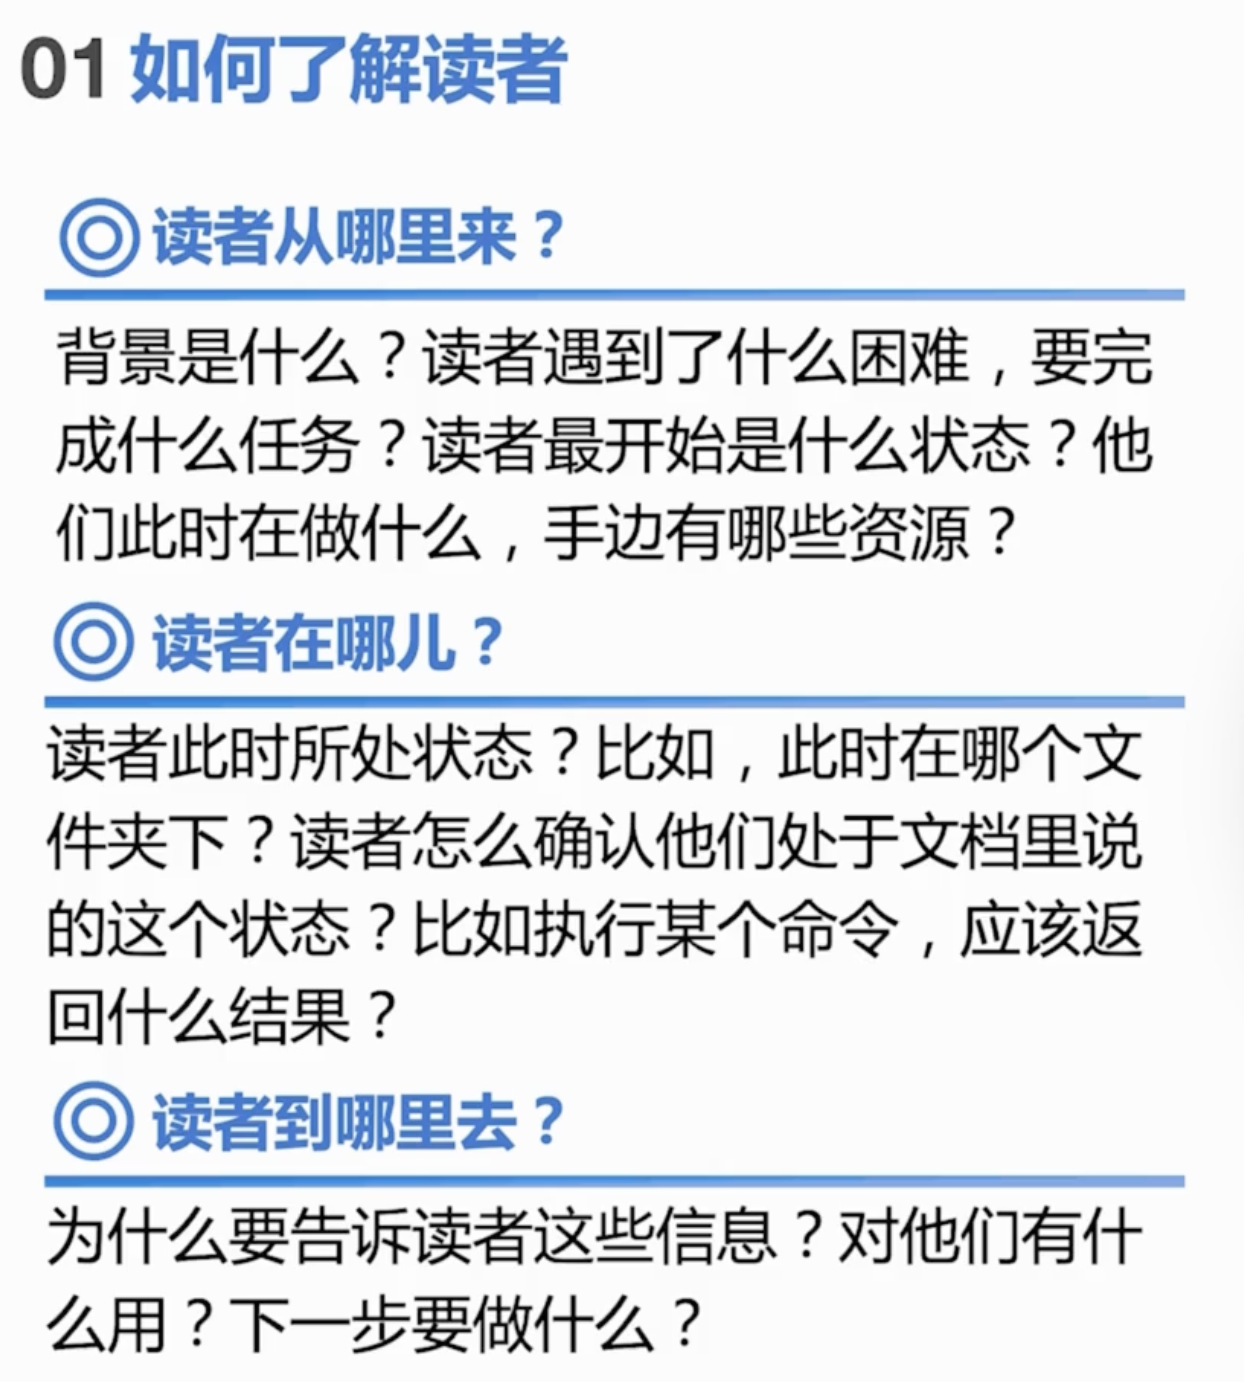 01 如何了解读者
读者从哪里来？
背景是什么？读者遇到了什么困难，要完
成什么任务？读者最开始是什么状态？他
们此时在做什么，手边有哪些资源？
读者在哪儿？
读者此时所处状态？比如，此时在哪个文
件夹下？读者怎么确认他们处于文档里说
的这个状态？比如执行某个命令，应该返
回什么结果？
读者到哪里去？
为什么要告诉读者这些信息？对他们有什
么用？下一步要做什么？